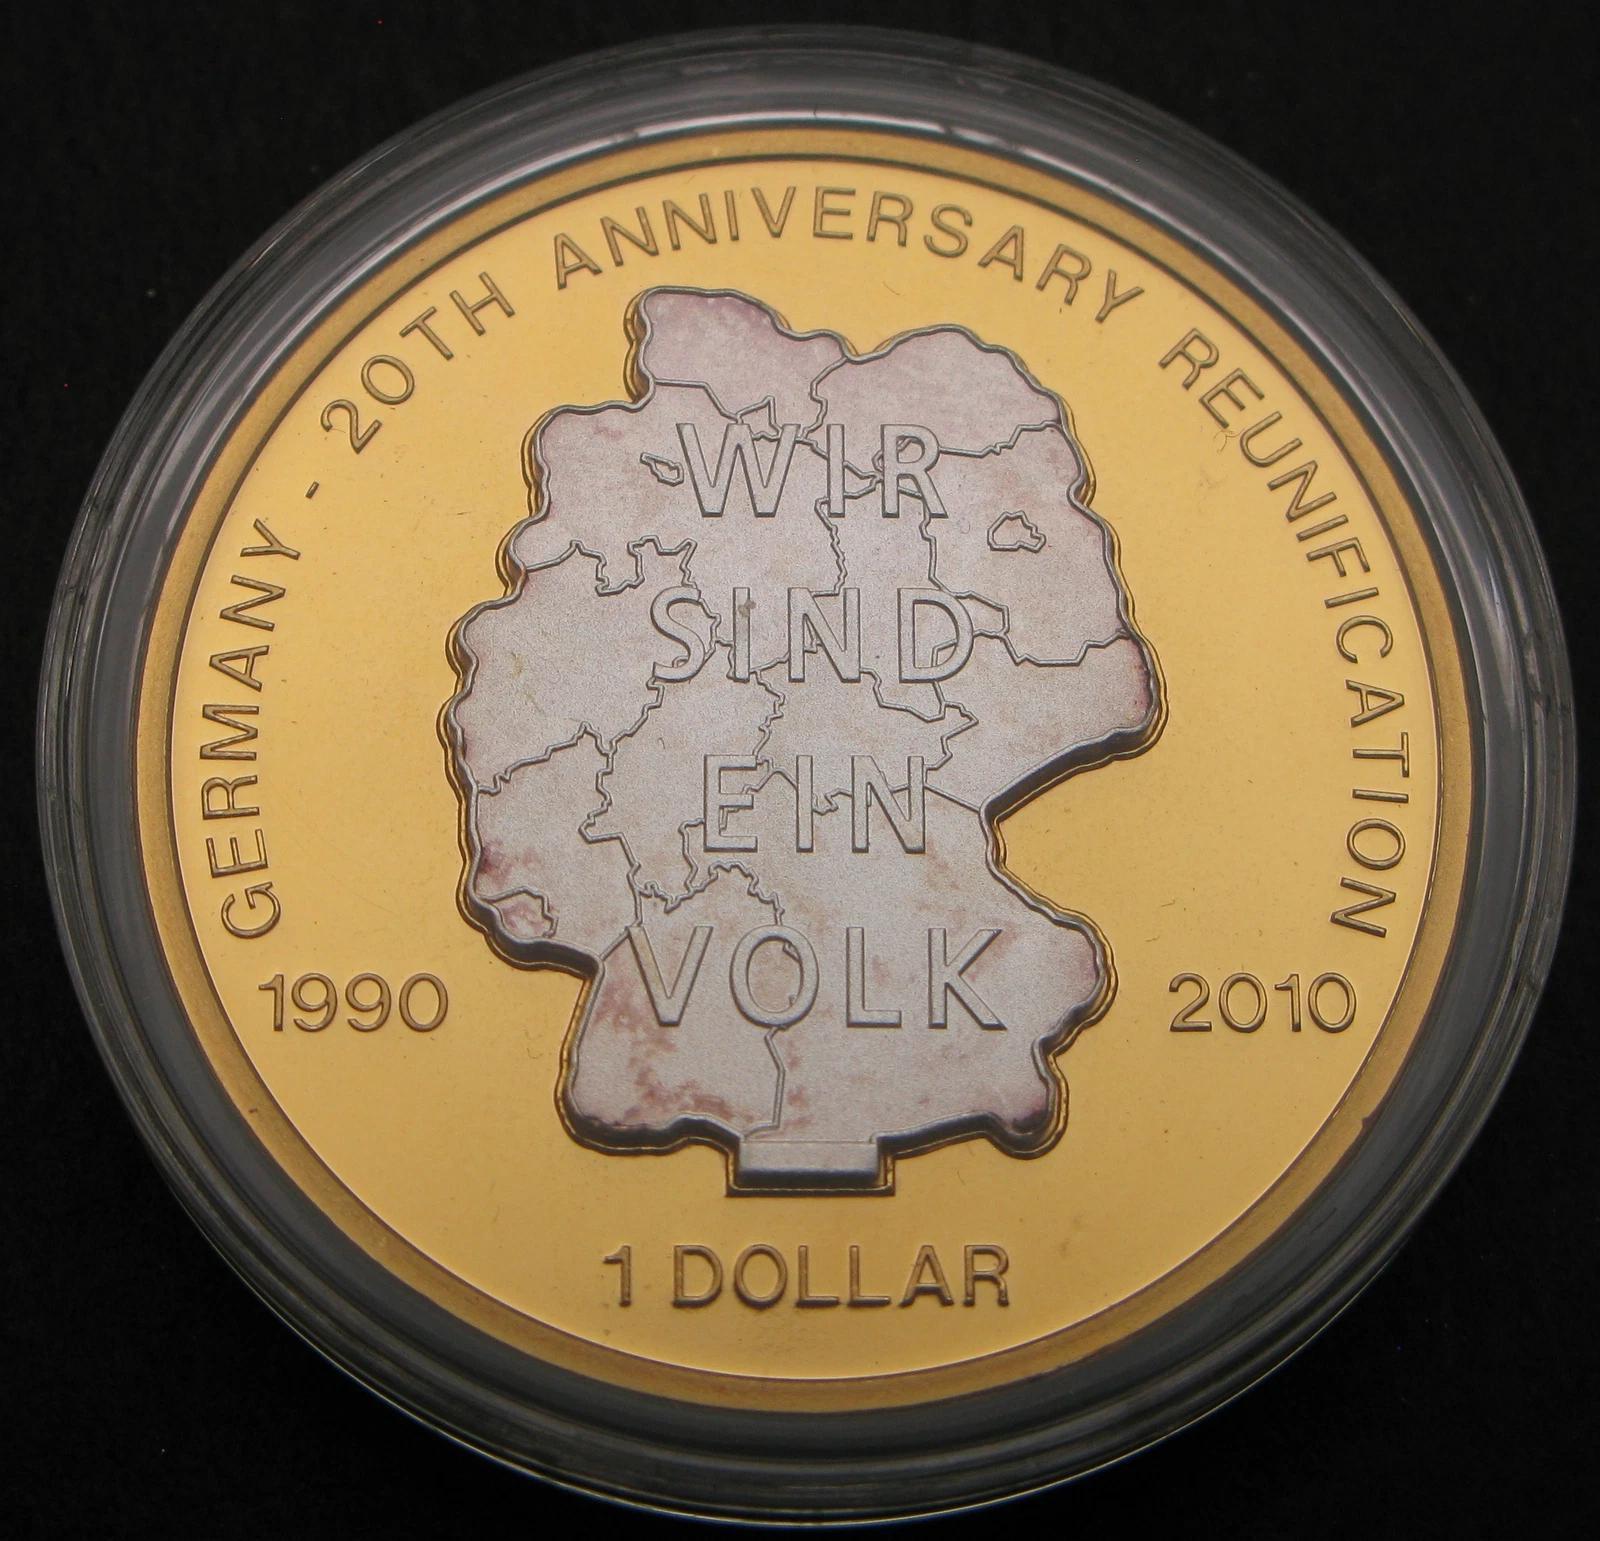 GERMANY - 20TH ANNIVERSARY REUNIFICATION
WIR
SIND
EIN
VOLK
1990
2010
1 DOLLAR